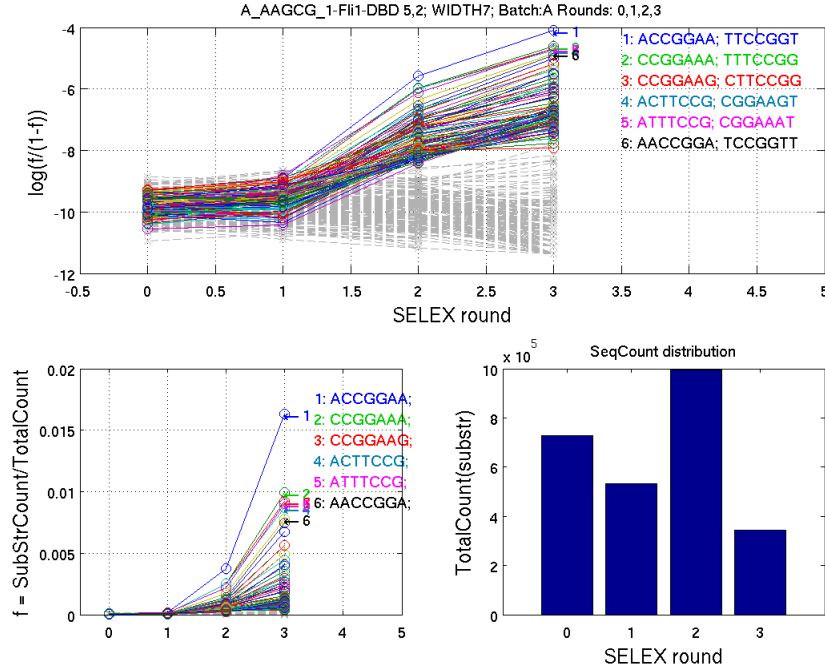 A_AAGCG_1-Fli1-DBD 5,2; WIDTH7; Batch:A Rounds: 0,1,2,3
log(f/(1-f))
-4
-6
-8
-10
-12
-0.5 0 0.5 1 1.5 2 2.5 3 3.5 4 4.5 5
SELEX round
1
6
1: ACCGGAA; TTCCGGT
2: CCGGAAA; TTTCCGG
3: CCGGAAG; CTTCCGG
4: ACTTCCG; CGGAAGT
5: ATTTCCG; CGGAAAT
6: AACCGGA; TCCGGTT
f = SubStrCount/TotalCount
0.02
0.015
0.01
0.005
0
0 1 2 3 4 5
1: ACCGGAA;
2: CCGGAAA;
3: CCGGAAG;
4: ACTTCCG;
5: ATTTCCG;
6: AACCGGA;
1
2
6
SeqCount distribution
x 10^5
TotalCount(substr)
10
8
6
4
2
0
0 1 2 3
SELEX round